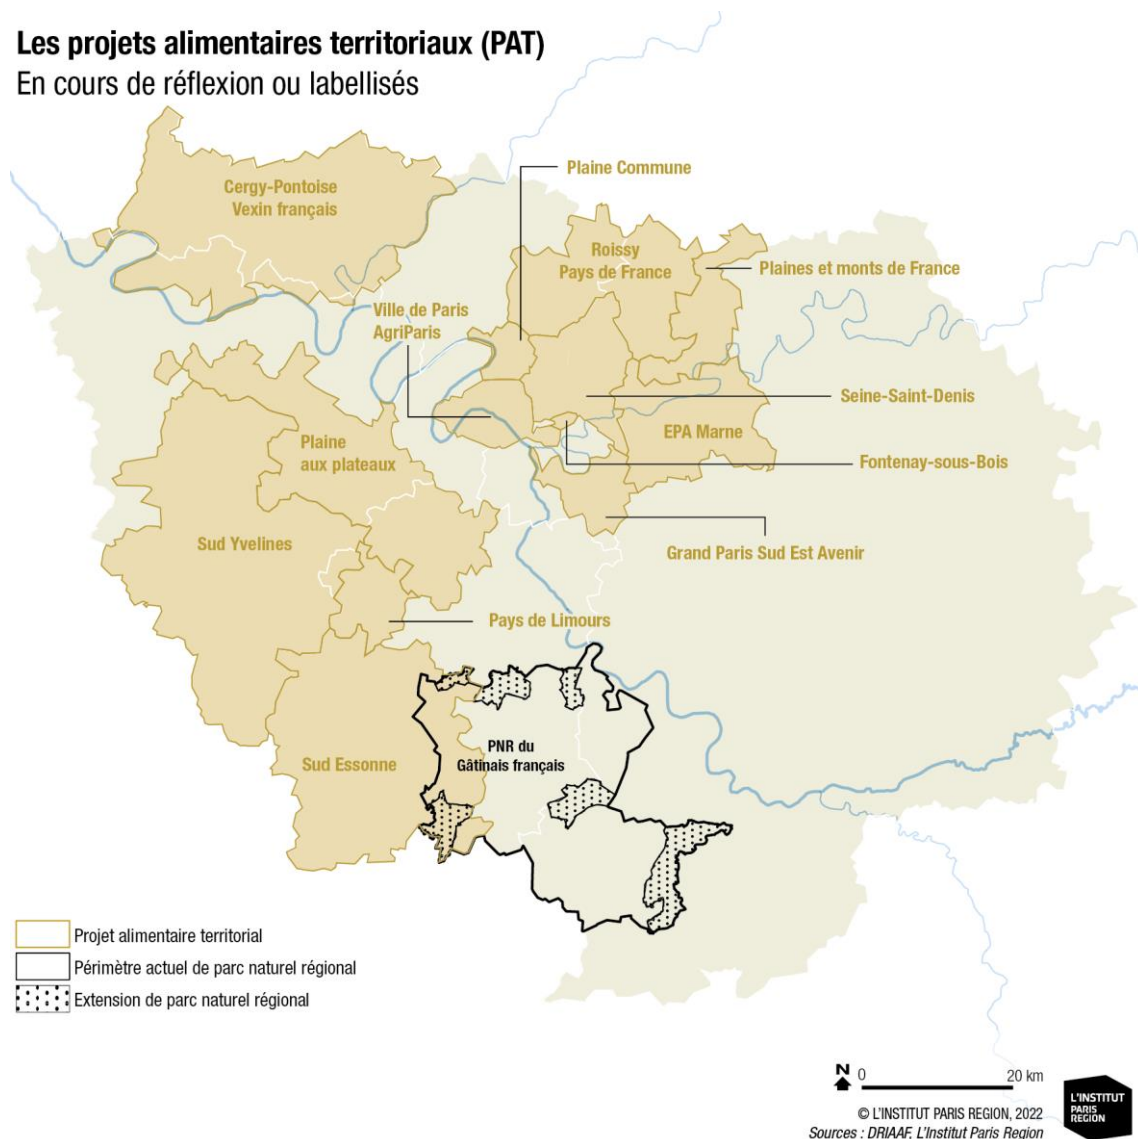 Les projets alimentaires territoriaux (PAT)
En cours de réflexion ou labellisés
Plaine Commune
Cergy-Pontoise
Vexin français
Roissy
Pays de France
Plaines et monts de France
Ville de Paris
AgriParis
Seine-Saint-Denis
EPA Marne
Plaine
aux plateaux
Fontenay-sous-Bois
Sud Yvelines
Grand Paris Sud Est Avenir
Pays de Limours
PNR du
Gâtinais français
Sud Essonne
Projet alimentaire territorial
Périmètre actuel de parc naturel régional
Extension de parc naturel régional
N
0
20 km
© L'INSTITUT PARIS REGION, 2022
Sources : DRIAAF, L'Institut Paris Region
L'INSTITUT
PARIS
REGION